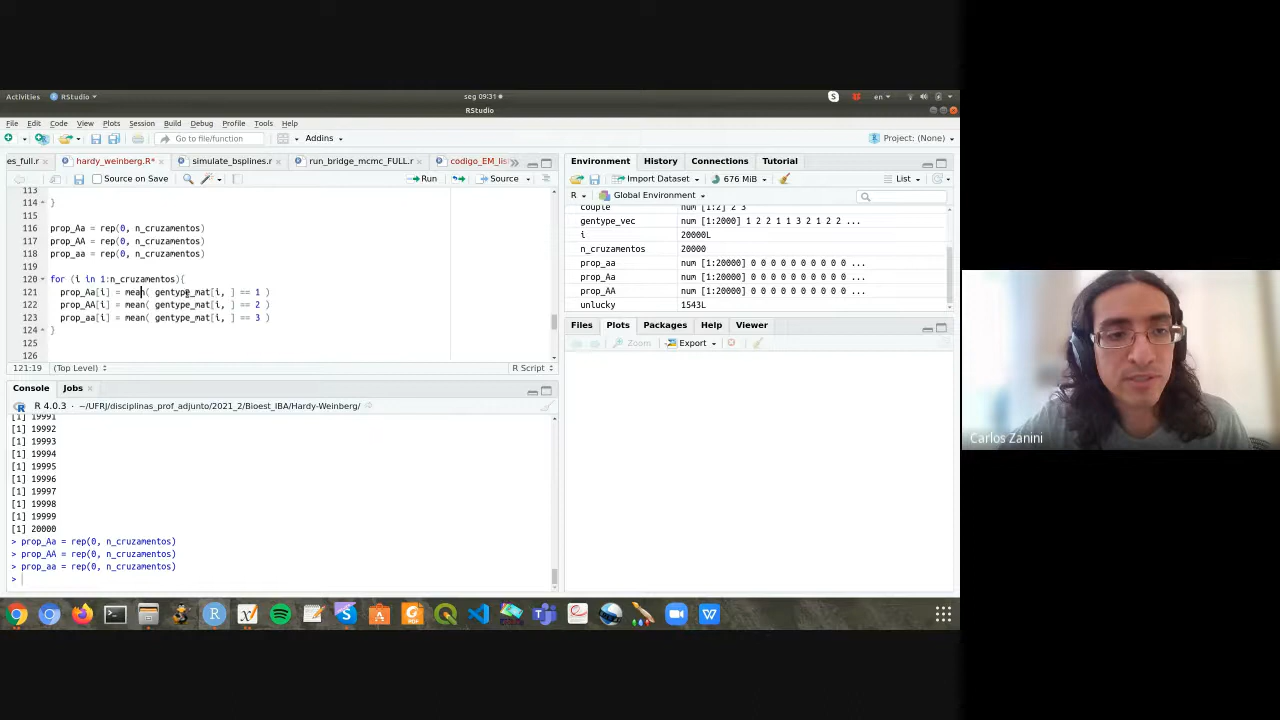 Activities RStudio seg 09:31 en
RStudio
File Edit Code View Plots Session Build Debug Profile Tools Help
Go to file/function Addins Project: (None)
es_full.r hardy_weinberg.R* simulate_bsplines.r run_bridge_mcmc_FULL.r codigo_EM_lis
Source on Save Run Source
113
114 }
115
116 prop_Aa = rep(0, n_cruzamentos)
117 prop_AA = rep(0, n_cruzamentos)
118 prop_aa = rep(0, n_cruzamentos)
119
120 for (i in 1:n_cruzamentos){
121 prop_Aa[i] = mean( gentype_mat[i, ] == 1 )
122 prop_AA[i] = mean( gentype_mat[i, ] == 2 )
123 prop_aa[i] = mean( gentype_mat[i, ] == 3 )
124 }
125
126
121:19 (Top Level) R Script
Console Jobs
R 4.0.3 · ~/UFRJ/disciplinas_prof_adjunto/2021_2/Bioest_IBA/Hardy-Weinberg/
[1] 19991
[1] 19992
[1] 19993
[1] 19994
[1] 19995
[1] 19996
[1] 19997
[1] 19998
[1] 19999
[1] 20000
> prop_Aa = rep(0, n_cruzamentos)
> prop_AA = rep(0, n_cruzamentos)
> prop_aa = rep(0, n_cruzamentos)
>
Environment History Connections Tutorial
Import Dataset 676 MiB List
R Global Environment
couple num [1:2] 2 3
gentype_vec num [1:2000] 1 2 2 1 1 3 2 1 2 2 ...
i 20000L
n_cruzamentos 20000
prop_aa num [1:20000] 0 0 0 0 0 0 0 0 0 ...
prop_Aa num [1:20000] 0 0 0 0 0 0 0 0 0 ...
prop_AA num [1:20000] 0 0 0 0 0 0 0 0 0 ...
unlucky 1543L
Files Plots Packages Help Viewer
Zoom Export
Carlos Zanini